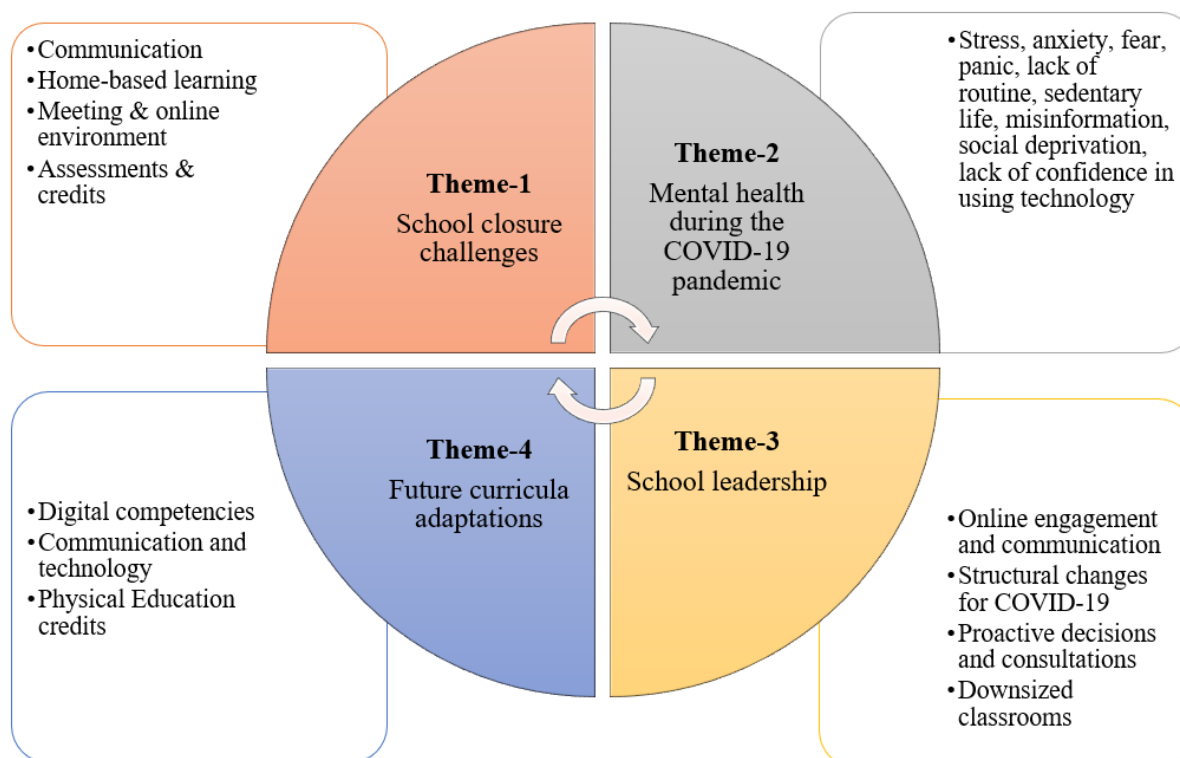 •Communication
•Home-based learning
•Meeting & online
environment
•Assessments &
credits
Theme-1
School closure
challenges
Theme-2
Mental health
during the
COVID-19
pandemic
•Stress, anxiety, fear,
panic, lack of
routine, sedentary
life, misinformation,
social deprivation,
lack of confidence in
using technology
•Digital competencies
•Communication and
technology
•Physical Education
credits
Theme-4
Future curricula
adaptations
Theme-3
School leadership
•Online engagement
and communication
•Structural changes
for COVID-19
•Proactive decisions
and consultations
•Downsized
classrooms